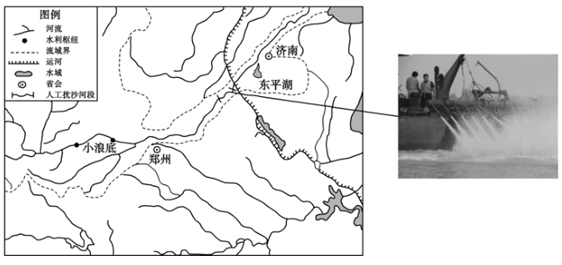 图例
河流
水利枢纽
流域界
运河
水域
省会
人工扰沙河段
济南
东平湖
小浪底
郑州